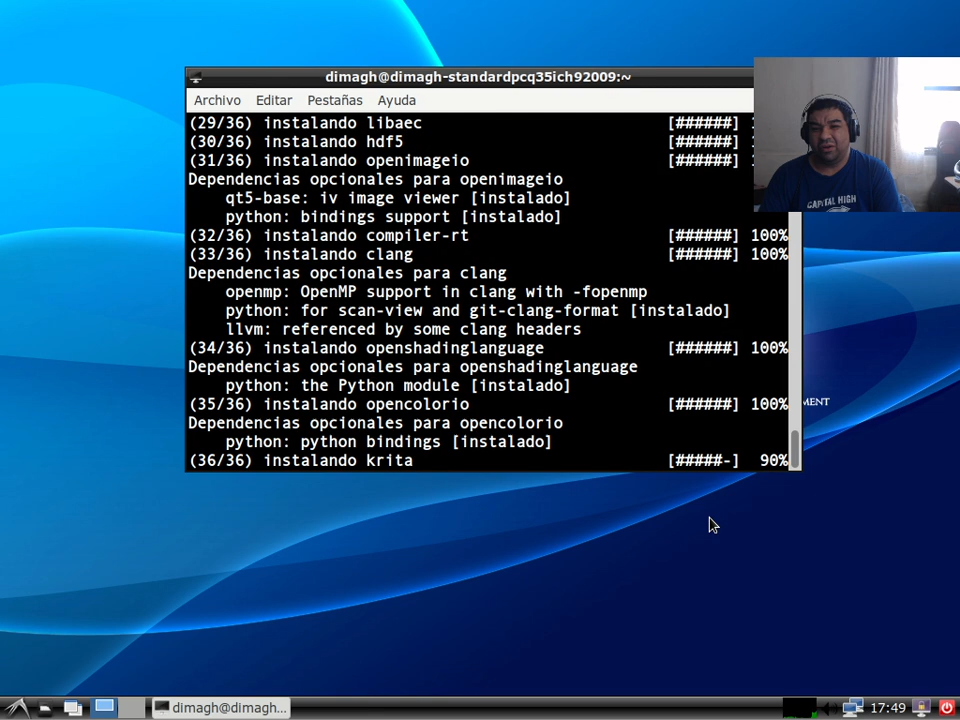 dimagh@dimagh-standardpcq35ich92009:~
Archivo Editar Pestañas Ayuda
(29/36) instalando libaec [######] 1
(30/36) instalando hdf5 [######] 1
(31/36) instalando openimageio [######] 1
Dependencias opcionales para openimageio
qt5-base: iv image viewer [instalado]
python: bindings support [instalado]
(32/36) instalando compiler-rt [######] 100%
(33/36) instalando clang [######] 100%
Dependencias opcionales para clang
openmp: OpenMP support in clang with -fopenmp
python: for scan-view and git-clang-format [instalado]
llvm: referenced by some clang headers
(34/36) instalando openshadinglanguage [######] 100%
Dependencias opcionales para openshadinglanguage
python: the Python module [instalado]
(35/36) instalando opencolorio [######] 100%
Dependencias opcionales para opencolorio
python: python bindings [instalado]
(36/36) instalando krita [#####-] 90%
CAPITAL HIGH
MENT
dimagh@dimagh...
17:49